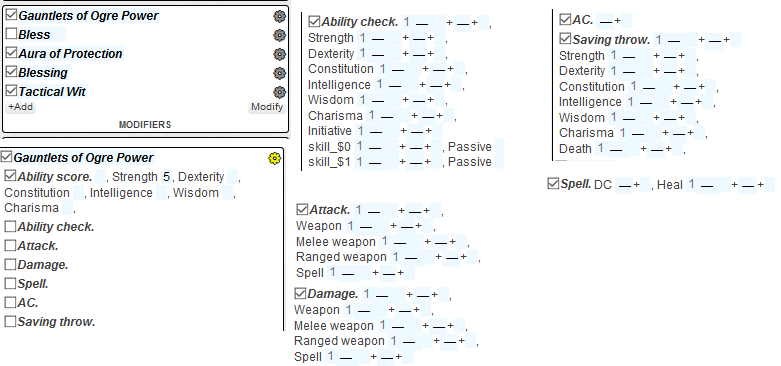 Gauntlets of Ogre Power
Bless
Aura of Protection
Blessing
Tactical Wit
+Add Modify
MODIFIERS
Gauntlets of Ogre Power
Ability score. , Strength 5 , Dexterity ,
Constitution , Intelligence , Wisdom ,
Charisma ,
Ability check.
Attack.
Damage.
Spell.
AC.
Saving throw.
Ability check. 1 — + — + ,
Strength 1 — + — + ,
Dexterity 1 — + — + ,
Constitution 1 — + — + ,
Intelligence 1 — + — + ,
Wisdom 1 — + — + ,
Charisma 1 — + — + ,
Initiative 1 — + — +
skill_$0 1 — + — + , Passive
skill_$1 1 — + — + , Passive
Attack. 1 — + — + ,
Weapon 1 — + — + ,
Melee weapon 1 — + — + ,
Ranged weapon 1 — + — + ,
Spell 1 — + — +
Damage. 1 — + — + ,
Weapon 1 — + — + ,
Melee weapon 1 — + — + ,
Ranged weapon 1 — + — + ,
Spell 1 — + — +
AC. — +
Saving throw. 1 — + — +
Strength 1 — + — + ,
Dexterity 1 — + — + ,
Constitution 1 — + — + ,
Intelligence 1 — + — + ,
Wisdom 1 — + — + ,
Charisma 1 — + — + ,
Death 1 — + — + ,
Spell. DC — + , Heal 1 — + — +